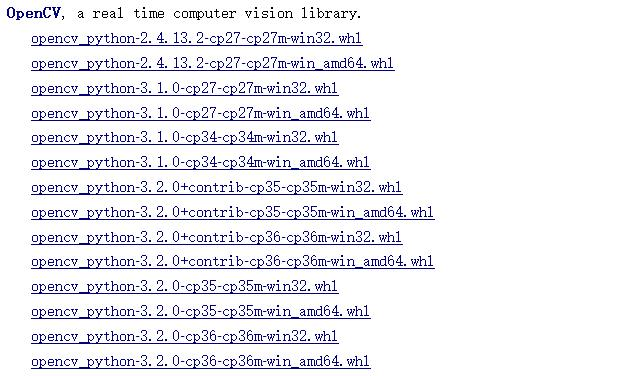 OpenCV, a real time computer vision library.
opencv_python-2.4.13.2-cp27-cp27m-win32.whl
opencv_python-2.4.13.2-cp27-cp27m-win_amd64.whl
opencv_python-3.1.0-cp27-cp27m-win32.whl
opencv_python-3.1.0-cp27-cp27m-win_amd64.whl
opencv_python-3.1.0-cp34-cp34m-win32.whl
opencv_python-3.1.0-cp34-cp34m-win_amd64.whl
opencv_python-3.2.0+contrib-cp35-cp35m-win32.whl
opencv_python-3.2.0+contrib-cp35-cp35m-win_amd64.whl
opencv_python-3.2.0+contrib-cp36-cp36m-win32.whl
opencv_python-3.2.0+contrib-cp36-cp36m-win_amd64.whl
opencv_python-3.2.0-cp35-cp35m-win32.whl
opencv_python-3.2.0-cp35-cp35m-win_amd64.whl
opencv_python-3.2.0-cp36-cp36m-win32.whl
opencv_python-3.2.0-cp36-cp36m-win_amd64.whl